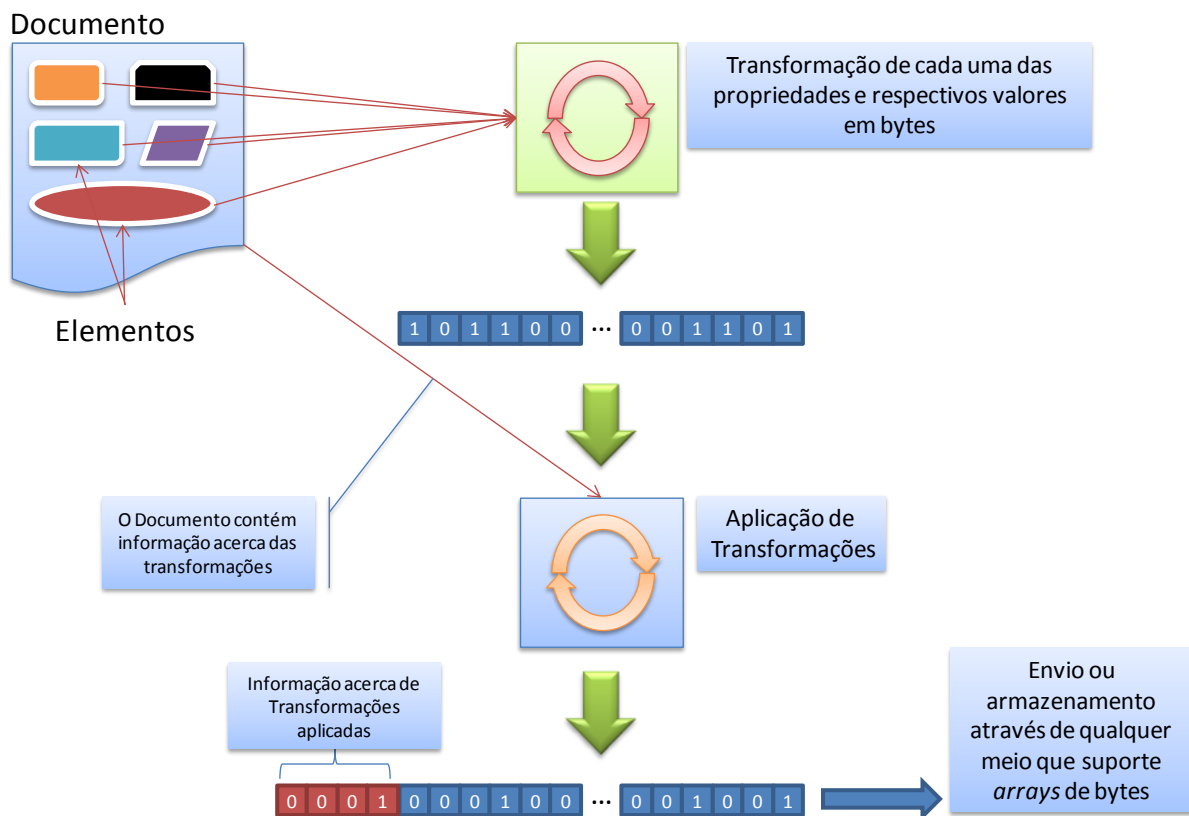 Documento
Transformação de cada uma das
propriedades e respectivos valores
em bytes
Elementos
1 0 1 1 0 0 ... 0 0 1 1 0 1
O Documento contém
informação acerca das
transformações
Aplicação de
Transformações
Informação acerca de
Transformações
aplicadas
0 0 0 1 0 0 0 1 0 0 ... 0 0 1 0 0 1
Envio ou
armazenamento
através de qualquer
meio que suporte
arrays de bytes